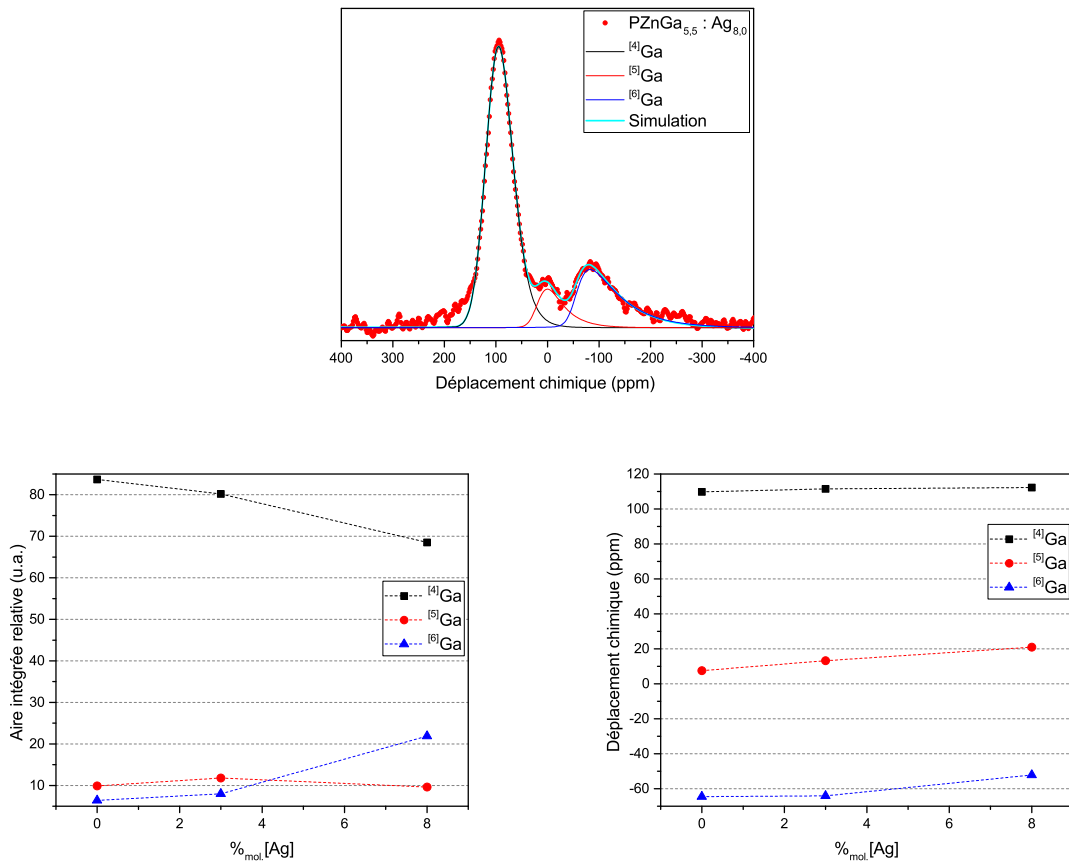 PZnGa5,5 : Ag8,0
[4]Ga
[5]Ga
[6]Ga
Simulation
400 300 200 100 0 -100 -200 -300 -400
Déplacement chimique (ppm)
80
70
60
50
40
30
20
10
Aire intégrée relative (u.a.)
[4]Ga
[5]Ga
[6]Ga
0 2 4 6 8
%mol.[Ag]
120
100
80
60
40
20
0
-20
-40
-60
Déplacement chimique (ppm)
[4]Ga
[5]Ga
[6]Ga
0 2 4 6 8
%mol.[Ag]